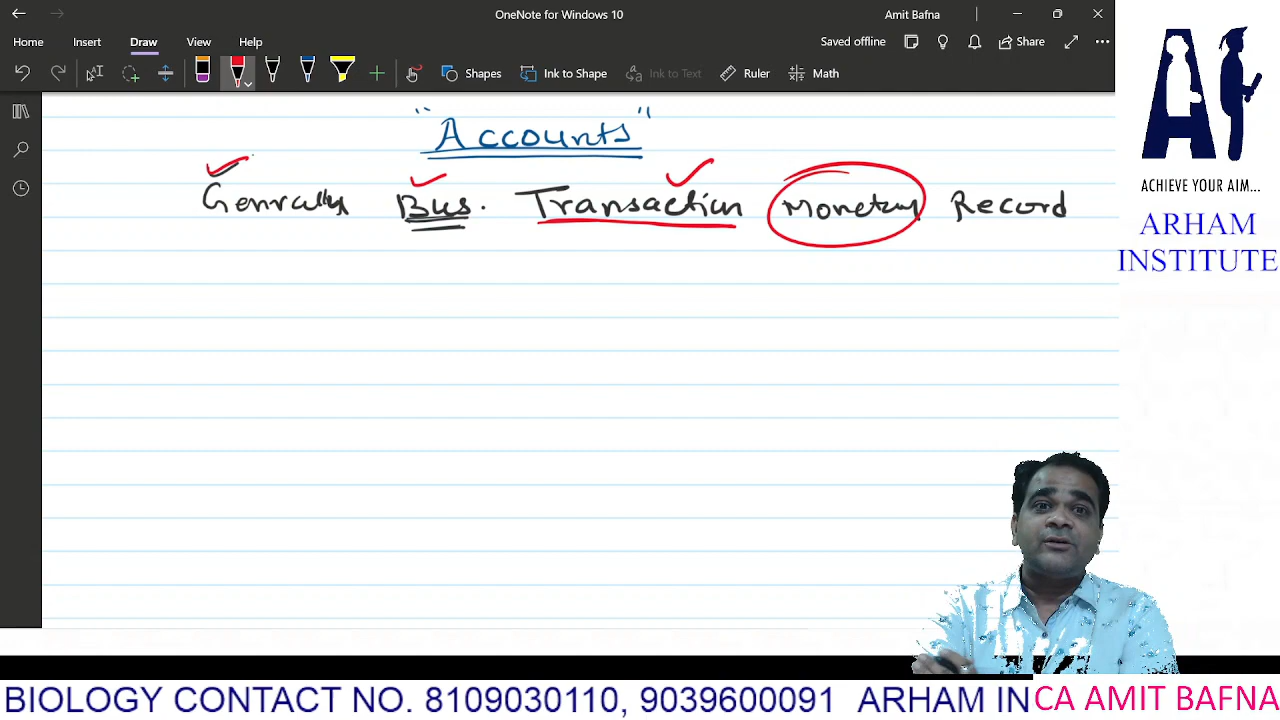 OneNote for Windows 10
Amit Bafna
Home Insert Draw View Help
Saved offline
Share
Shapes Ink to Shape Ink to Text Ruler Math
"Accounts"
Genrally Bus. Transaction Monetary Record
AI
ACHIEVE YOUR AIM...
ARHAM
INSTITUTE
BIOLOGY CONTACT NO. 8109030110, 9039600091 ARHAM IN
CA AMIT BAFNA